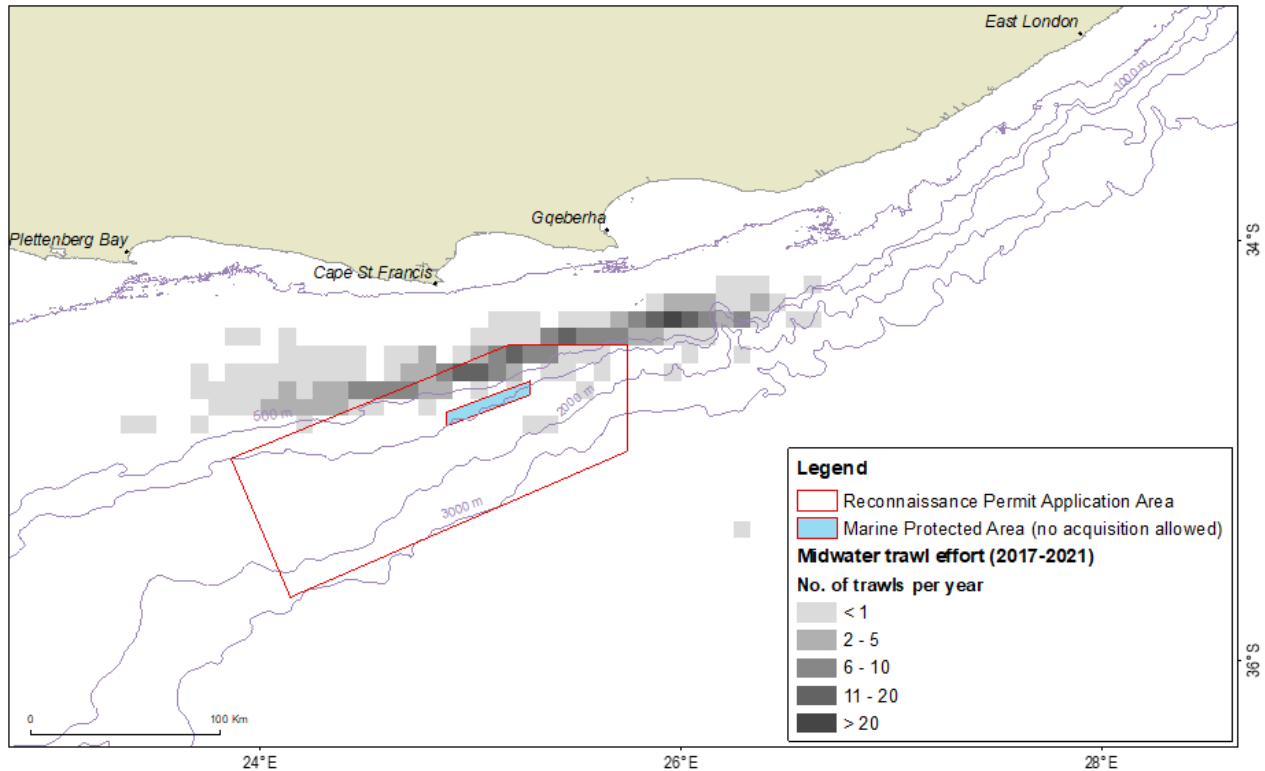 East London
1000 m
Gqeberha
Plettenberg Bay
34°S
Cape St Francis
500 m
2000 m
3000 m
Legend
Reconnaissance Permit Application Area
Marine Protected Area (no acquisition allowed)
Midwater trawl effort (2017-2021)
No. of trawls per year
< 1
2 - 5
6 - 10
11 - 20
> 20
36°S
0 100 Km
24°E 26°E 28°E